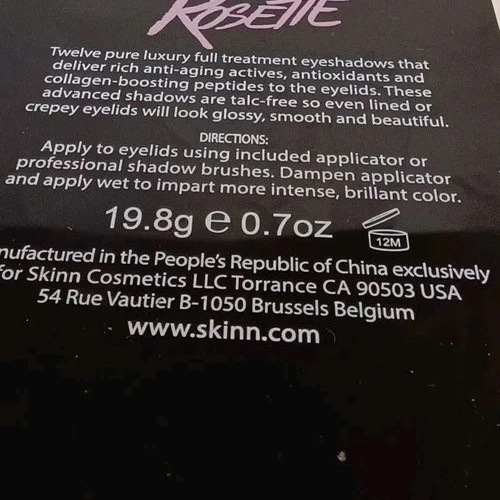 ROSETTE
Twelve pure luxury full treatment eyeshadows that
deliver rich anti-aging actives, antioxidants and
collagen-boosting peptides to the eyelids. These
advanced shadows are talc-free so even lined or
crepey eyelids will look glossy, smooth and beautiful.
DIRECTIONS:
Apply to eyelids using included applicator or
professional shadow brushes. Dampen applicator
and apply wet to impart more intense, brillant color.
19.8g e 0.7oz
12M
nufactured in the People's Republic of China exclusively
for Skinn Cosmetics LLC Torrance CA 90503 USA
54 Rue Vautier B-1050 Brussels Belgium
www.skinn.com